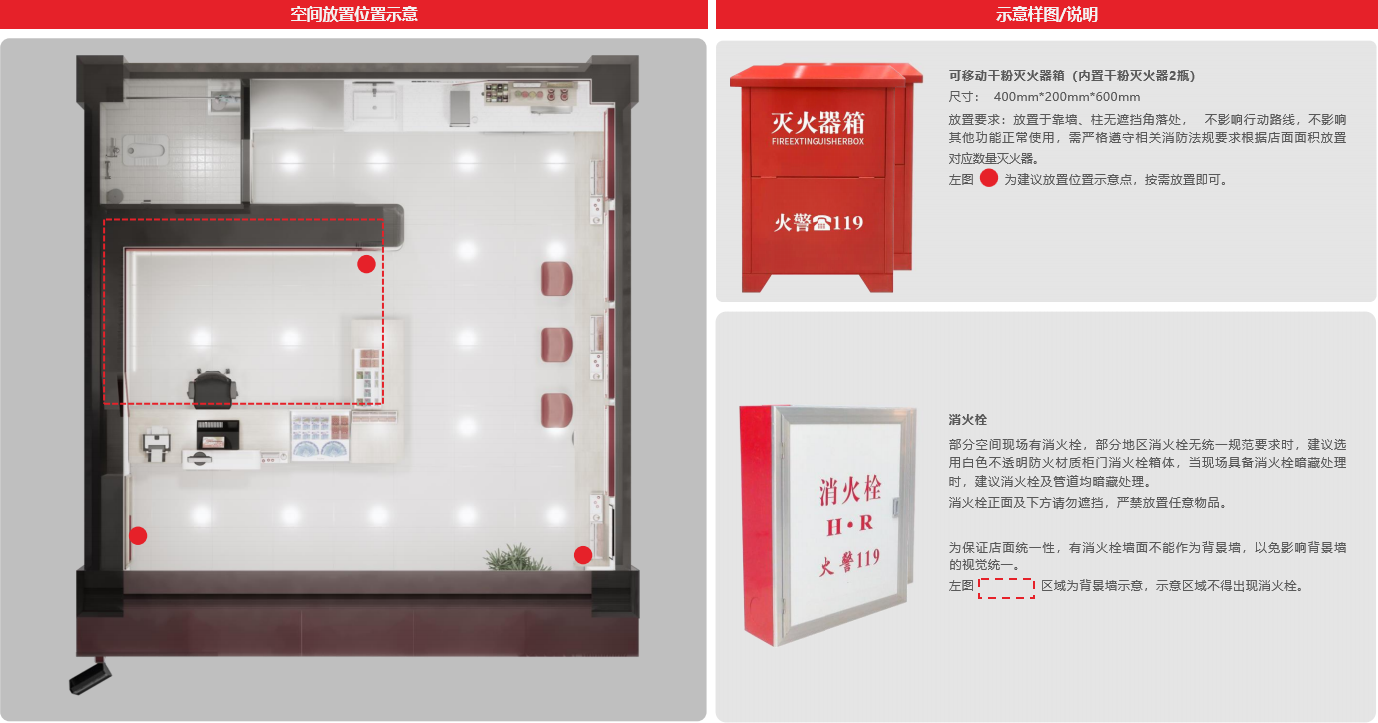 空间放置位置示意
示意样图/说明
灭火器箱
FIREEXTINGUISHERBOX
火警☎119
可移动干粉灭火器箱（内置干粉灭火器2瓶）
尺寸： 400mm*200mm*600mm
放置要求：放置于靠墙、柱无遮挡角落处， 不影响行动路线，不影响
其他功能正常使用，需严格遵守相关消防法规要求根据店面面积放置
对应数量灭火器。
左图 为建议放置位置示意点，按需放置即可。
消火栓
H·R
火警119
消火栓
部分空间现场有消火栓，部分地区消火栓无统一规范要求时，建议选
用白色不透明防火材质柜门消火栓箱体，当现场具备消火栓暗藏处理
时，建议消火栓及管道均暗藏处理。
消火栓正面及下方请勿遮挡，严禁放置任意物品。
为保证店面统一性，有消火栓墙面不能作为背景墙，以免影响背景墙
的视觉统一。
左图 区域为背景墙示意，示意区域不得出现消火栓。